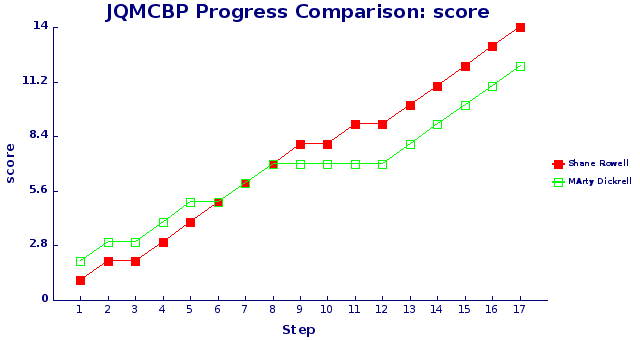 JQMCBP Progress Comparison: score
14
11.2
8.4
5.6
2.8
0
score
1 2 3 4 5 6 7 8 9 10 11 12 13 14 15 16 17
Step
Shane Rowell
MArty Dickrell